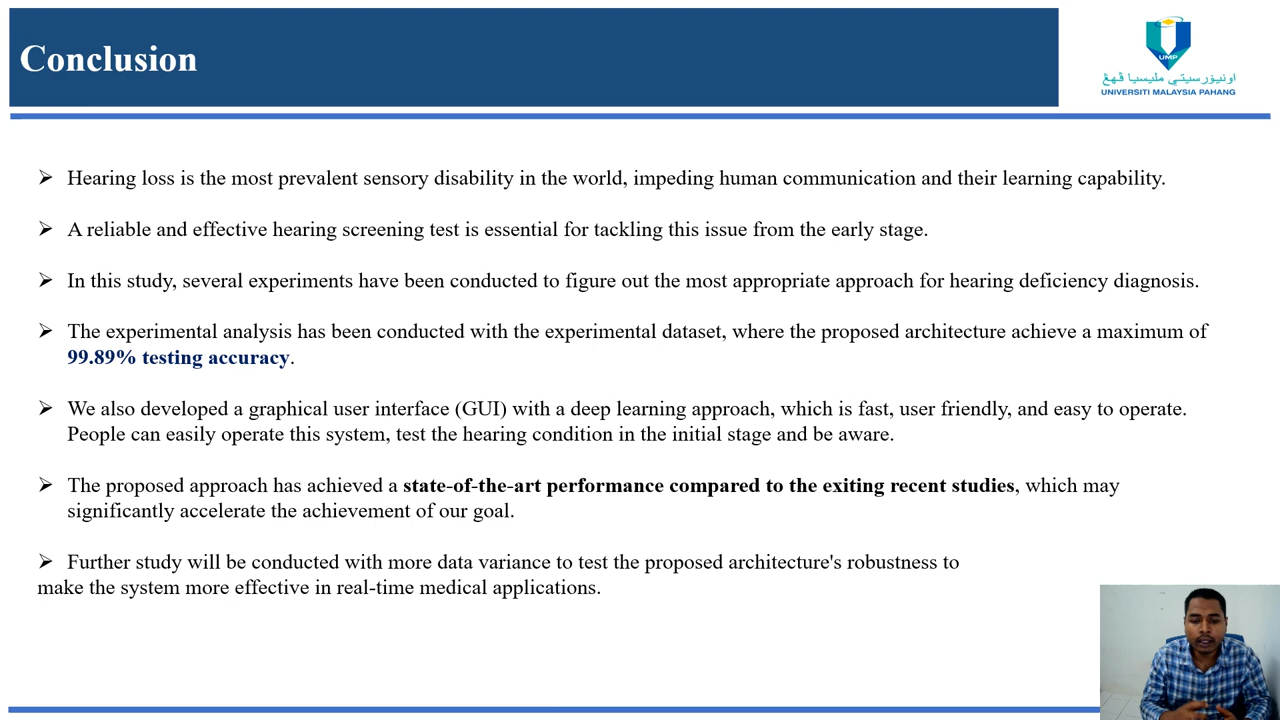 Conclusion
UMP
اونيۏرسيتي مليسيا ڤهڠ
UNIVERSITI MALAYSIA PAHANG
➢ Hearing loss is the most prevalent sensory disability in the world, impeding human communication and their learning capability.
➢ A reliable and effective hearing screening test is essential for tackling this issue from the early stage.
➢ In this study, several experiments have been conducted to figure out the most appropriate approach for hearing deficiency diagnosis.
➢ The experimental analysis has been conducted with the experimental dataset, where the proposed architecture achieve a maximum of
99.89% testing accuracy.
➢ We also developed a graphical user interface (GUI) with a deep learning approach, which is fast, user friendly, and easy to operate.
People can easily operate this system, test the hearing condition in the initial stage and be aware.
➢ The proposed approach has achieved a state-of-the-art performance compared to the exiting recent studies, which may
significantly accelerate the achievement of our goal.
➢ Further study will be conducted with more data variance to test the proposed architecture's robustness to
make the system more effective in real-time medical applications.